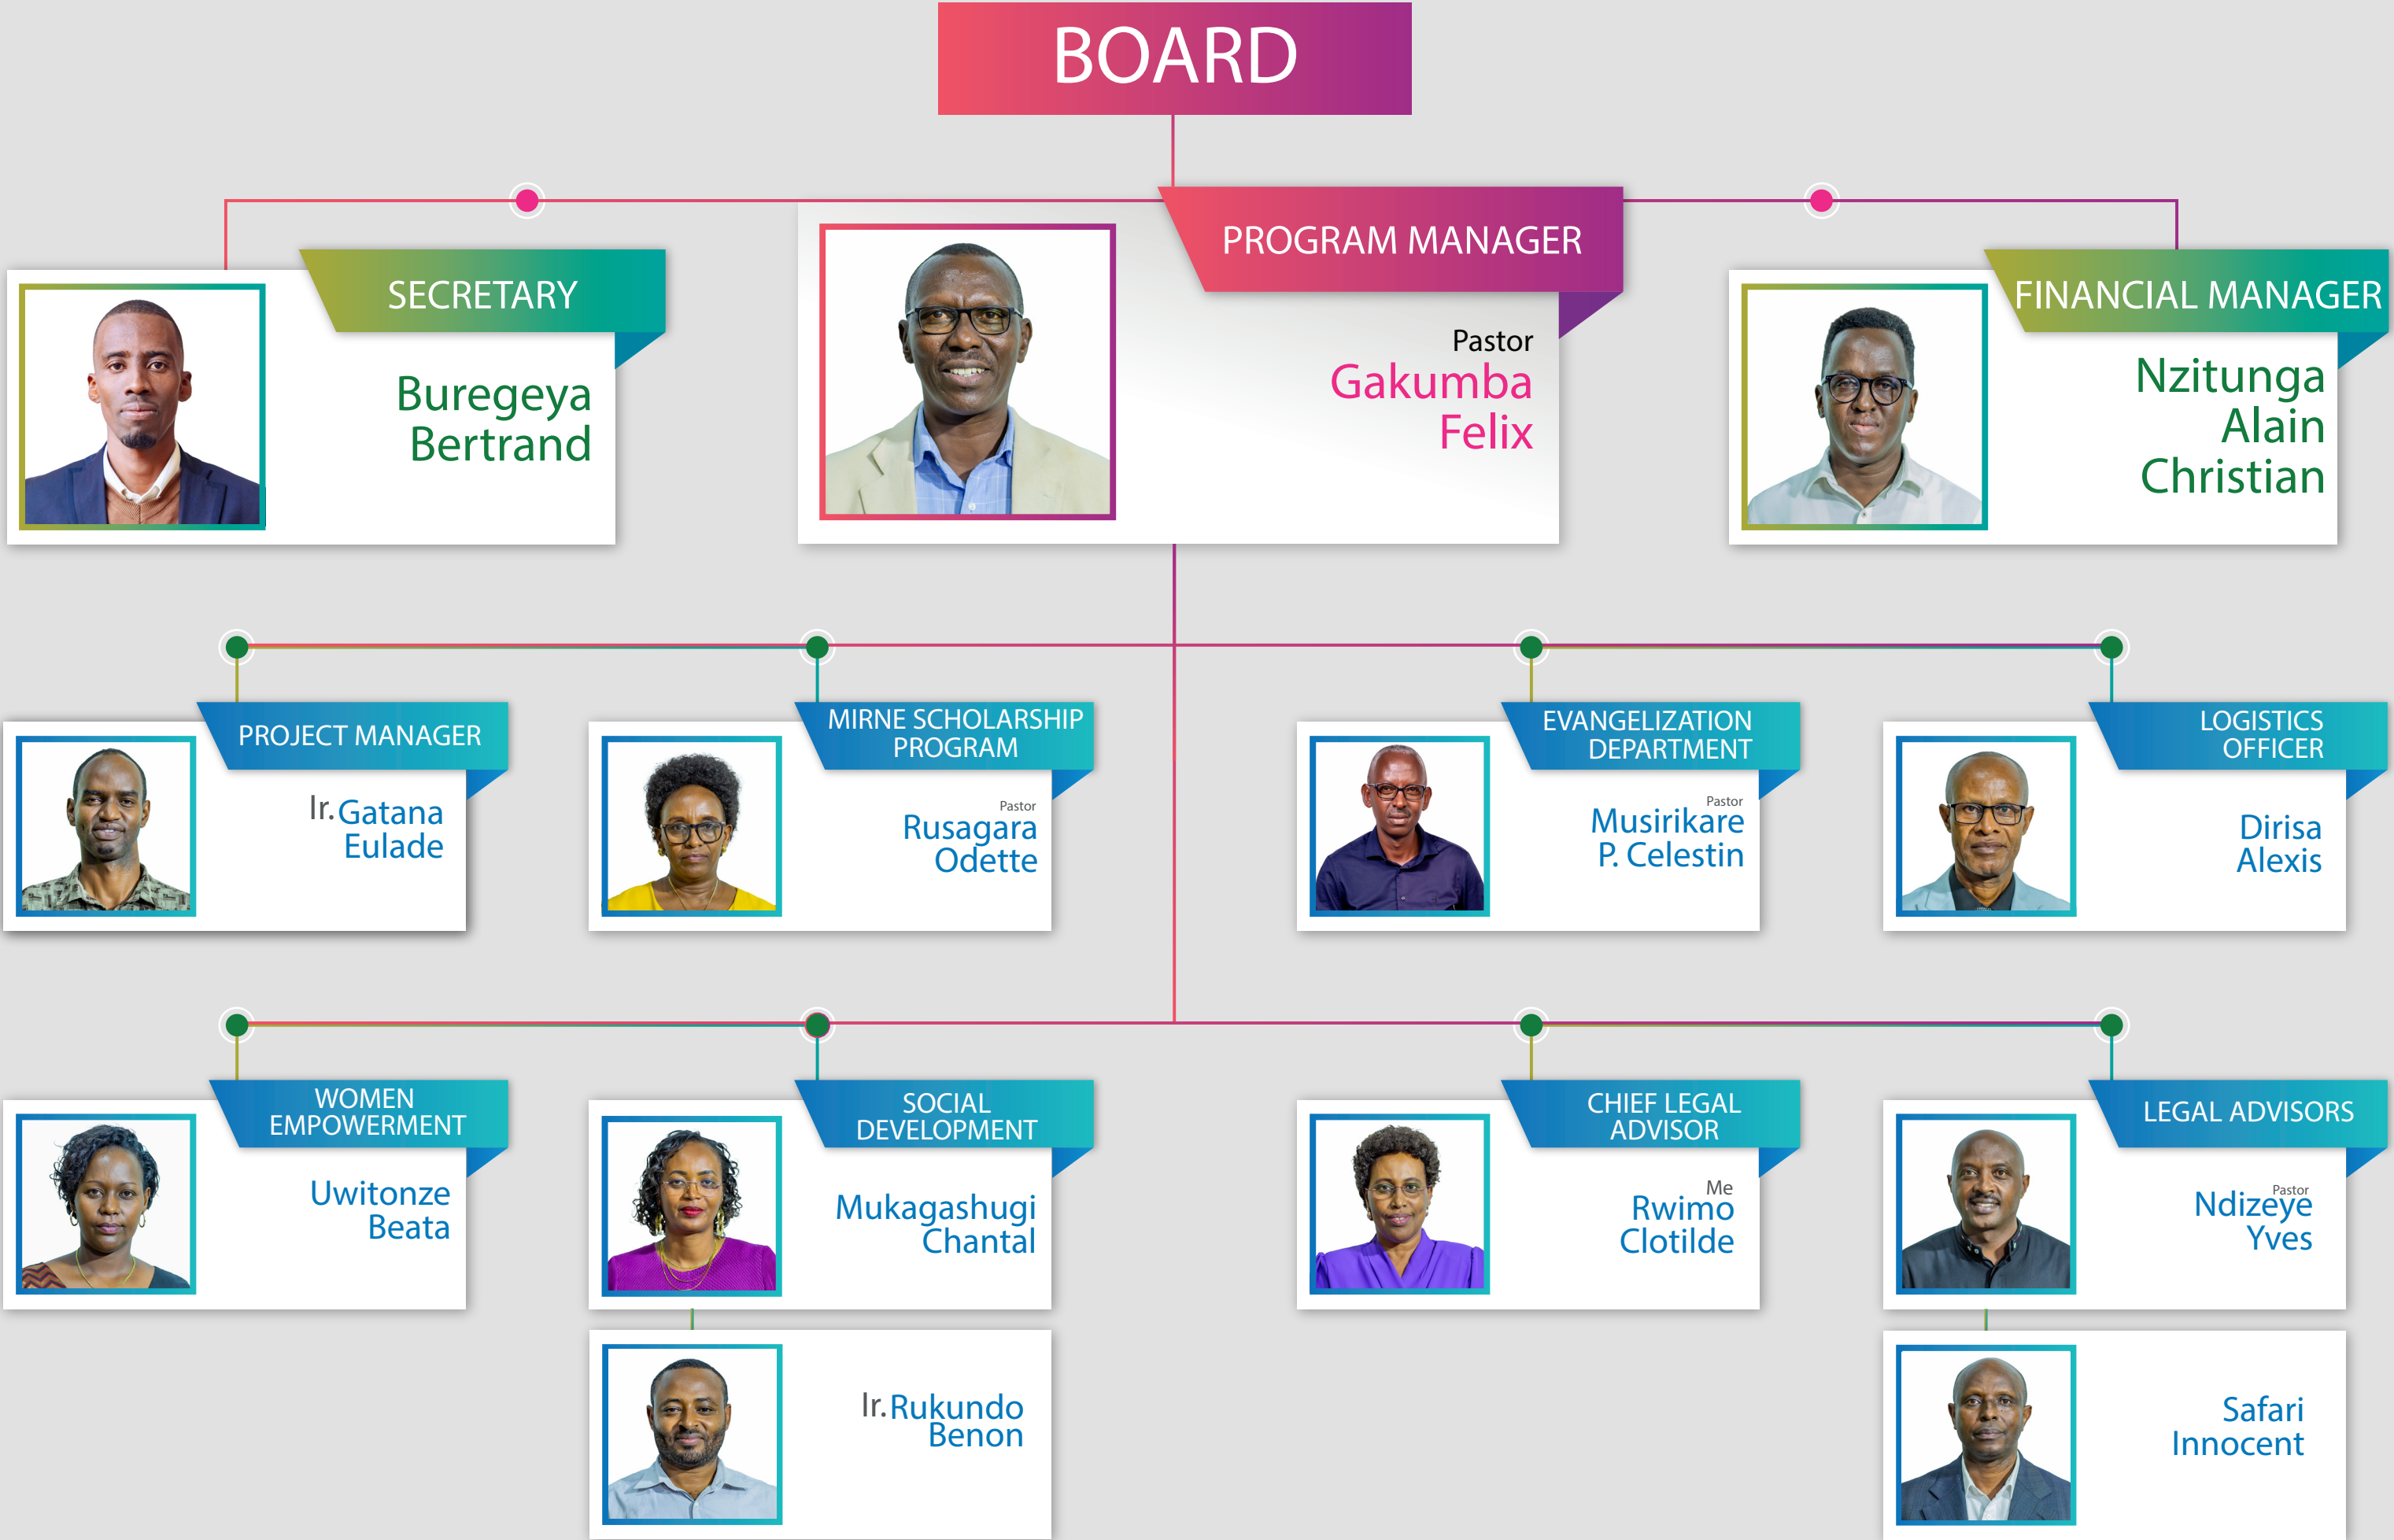 BOARD
SECRETARY
Buregeya
Bertrand
PROGRAM MANAGER
Pastor
Gakumba
Felix
FINANCIAL MANAGER
Nzitunga
Alain
Christian
PROJECT MANAGER
Ir. Gatana
Eulade
MIRNE SCHOLARSHIP
PROGRAM
Pastor
Rusagara
Odette
EVANGELIZATION
DEPARTMENT
Pastor
Musirikare
P. Celestin
LOGISTICS
OFFICER
Dirisa
Alexis
WOMEN
EMPOWERMENT
Uwitonze
Beata
SOCIAL
DEVELOPMENT
Mukagashugi
Chantal
Ir. Rukundo
Benon
CHIEF LEGAL
ADVISOR
Me
Rwimo
Clotilde
LEGAL ADVISORS
Pastor
Ndizeye
Yves
Safari
Innocent